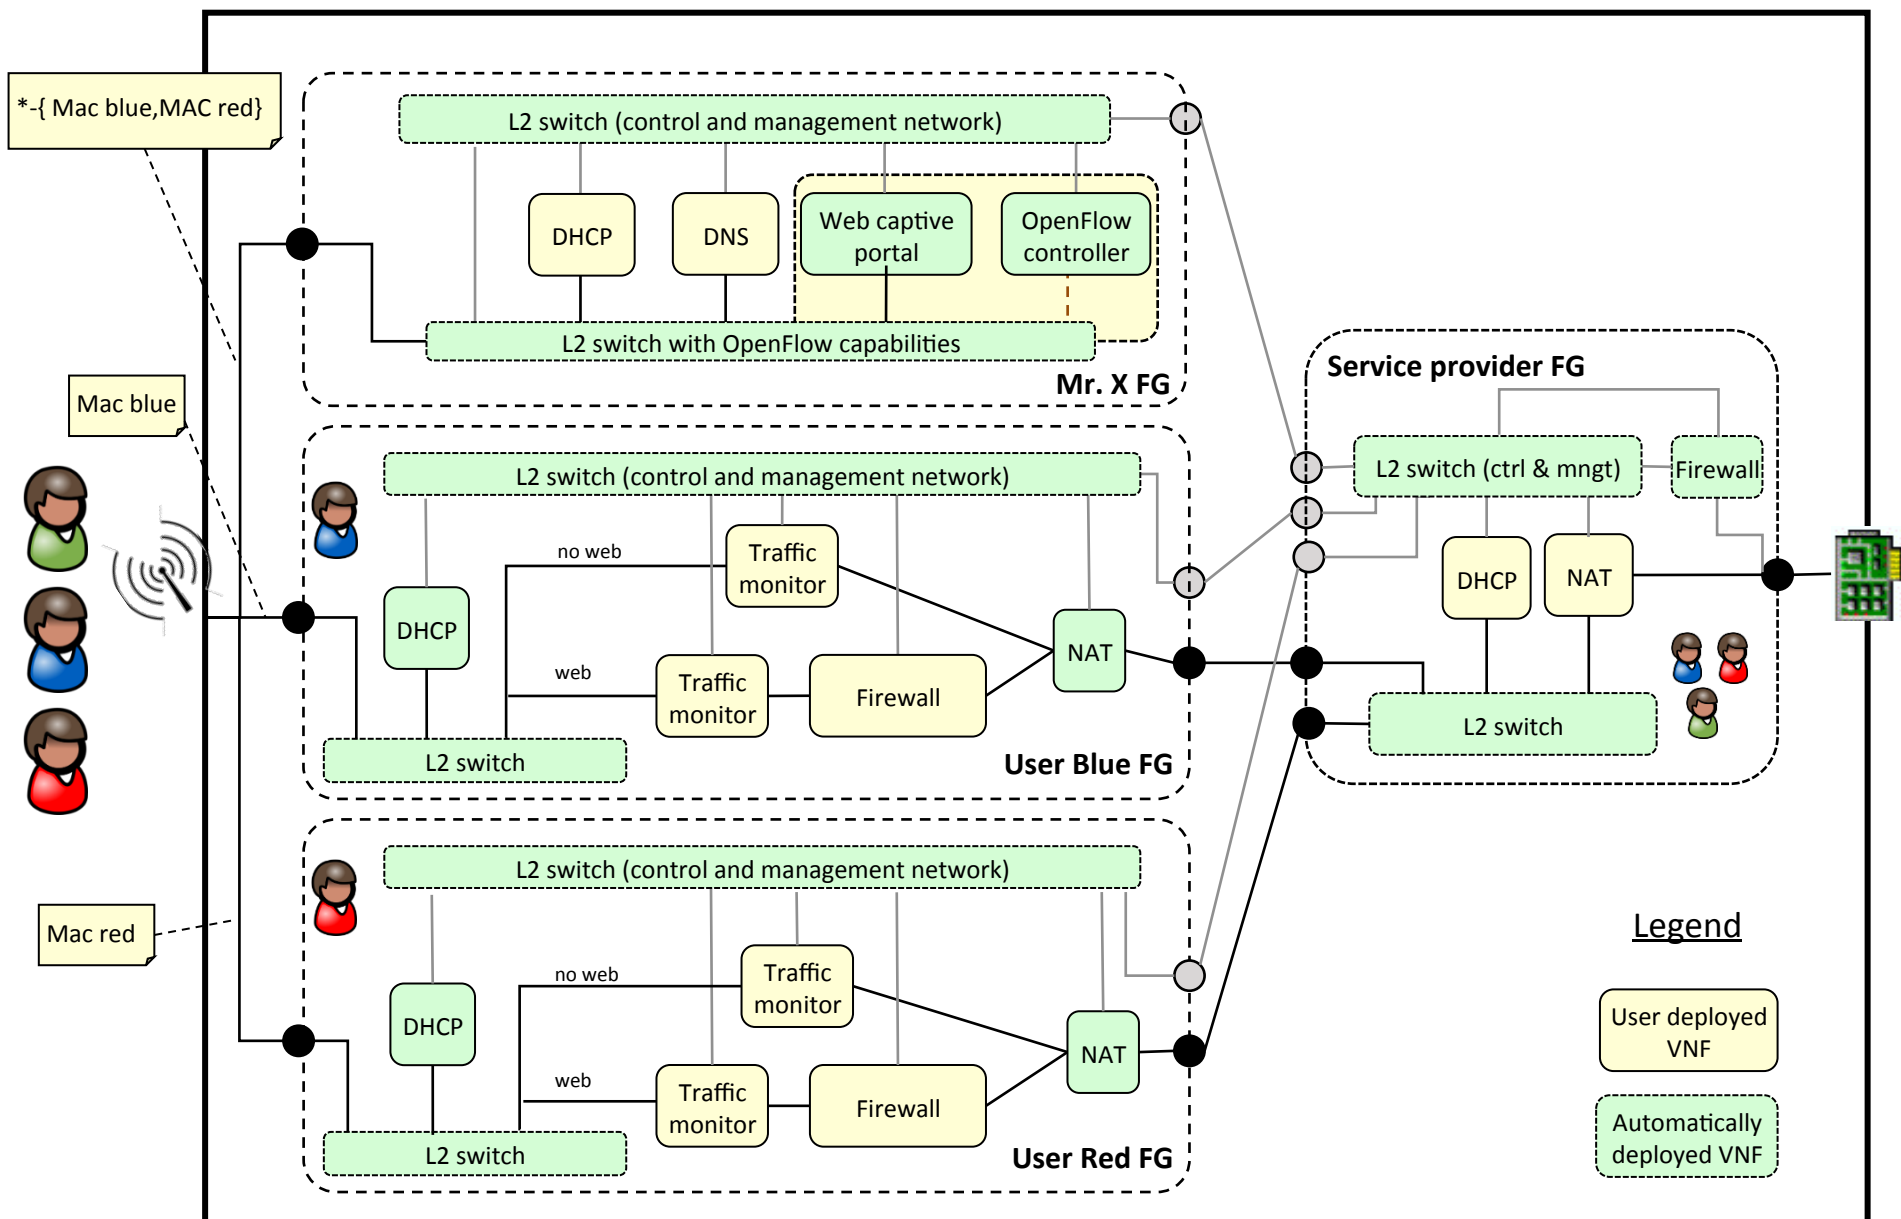 *-{ Mac blue,MAC red}
L2 switch (control and management network)
DHCP
DNS
Web captive
portal
OpenFlow
controller
L2 switch with OpenFlow capabilities
Mr. X FG
Mac blue
L2 switch (control and management network)
no web
Traffic
monitor
DHCP
web
Traffic
monitor
Firewall
NAT
L2 switch
User Blue FG
Service provider FG
L2 switch (ctrl & mngt)
Firewall
DHCP
NAT
L2 switch
Mac red
L2 switch (control and management network)
no web
Traffic
monitor
DHCP
web
Traffic
monitor
Firewall
NAT
L2 switch
User Red FG
Legend
User deployed
VNF
Automatically
deployed VNF